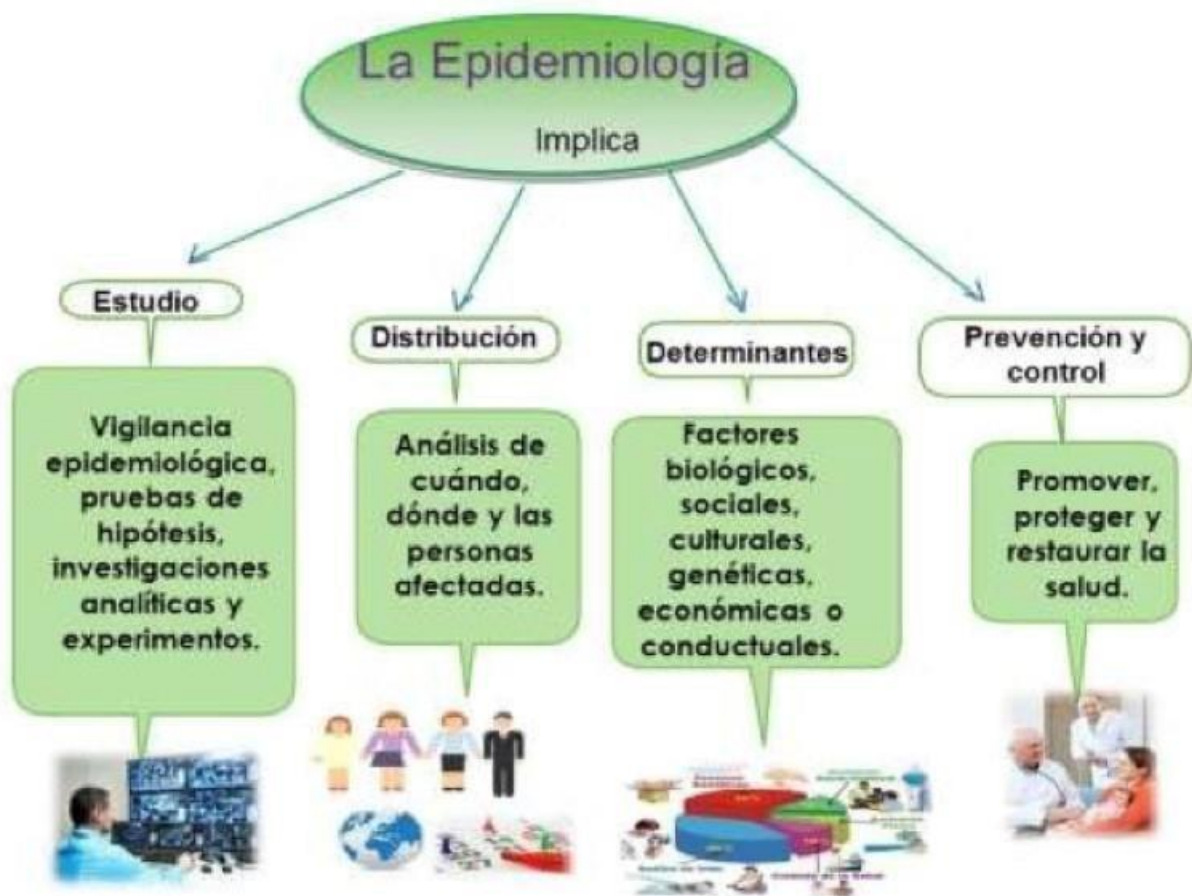 La Epidemiología
Implica
Estudio
Vigilancia
epidemiológica,
pruebas de
hipótesis,
investigaciones
analíticas y
experimentos.
Distribución
Análisis de
cuándo,
dónde y las
personas
afectadas.
Determinantes
Factores
biológicos,
sociales,
culturales,
genéticas,
económicas o
conductuales.
Prevención y
control
Promover,
proteger y
restaurar la
salud.